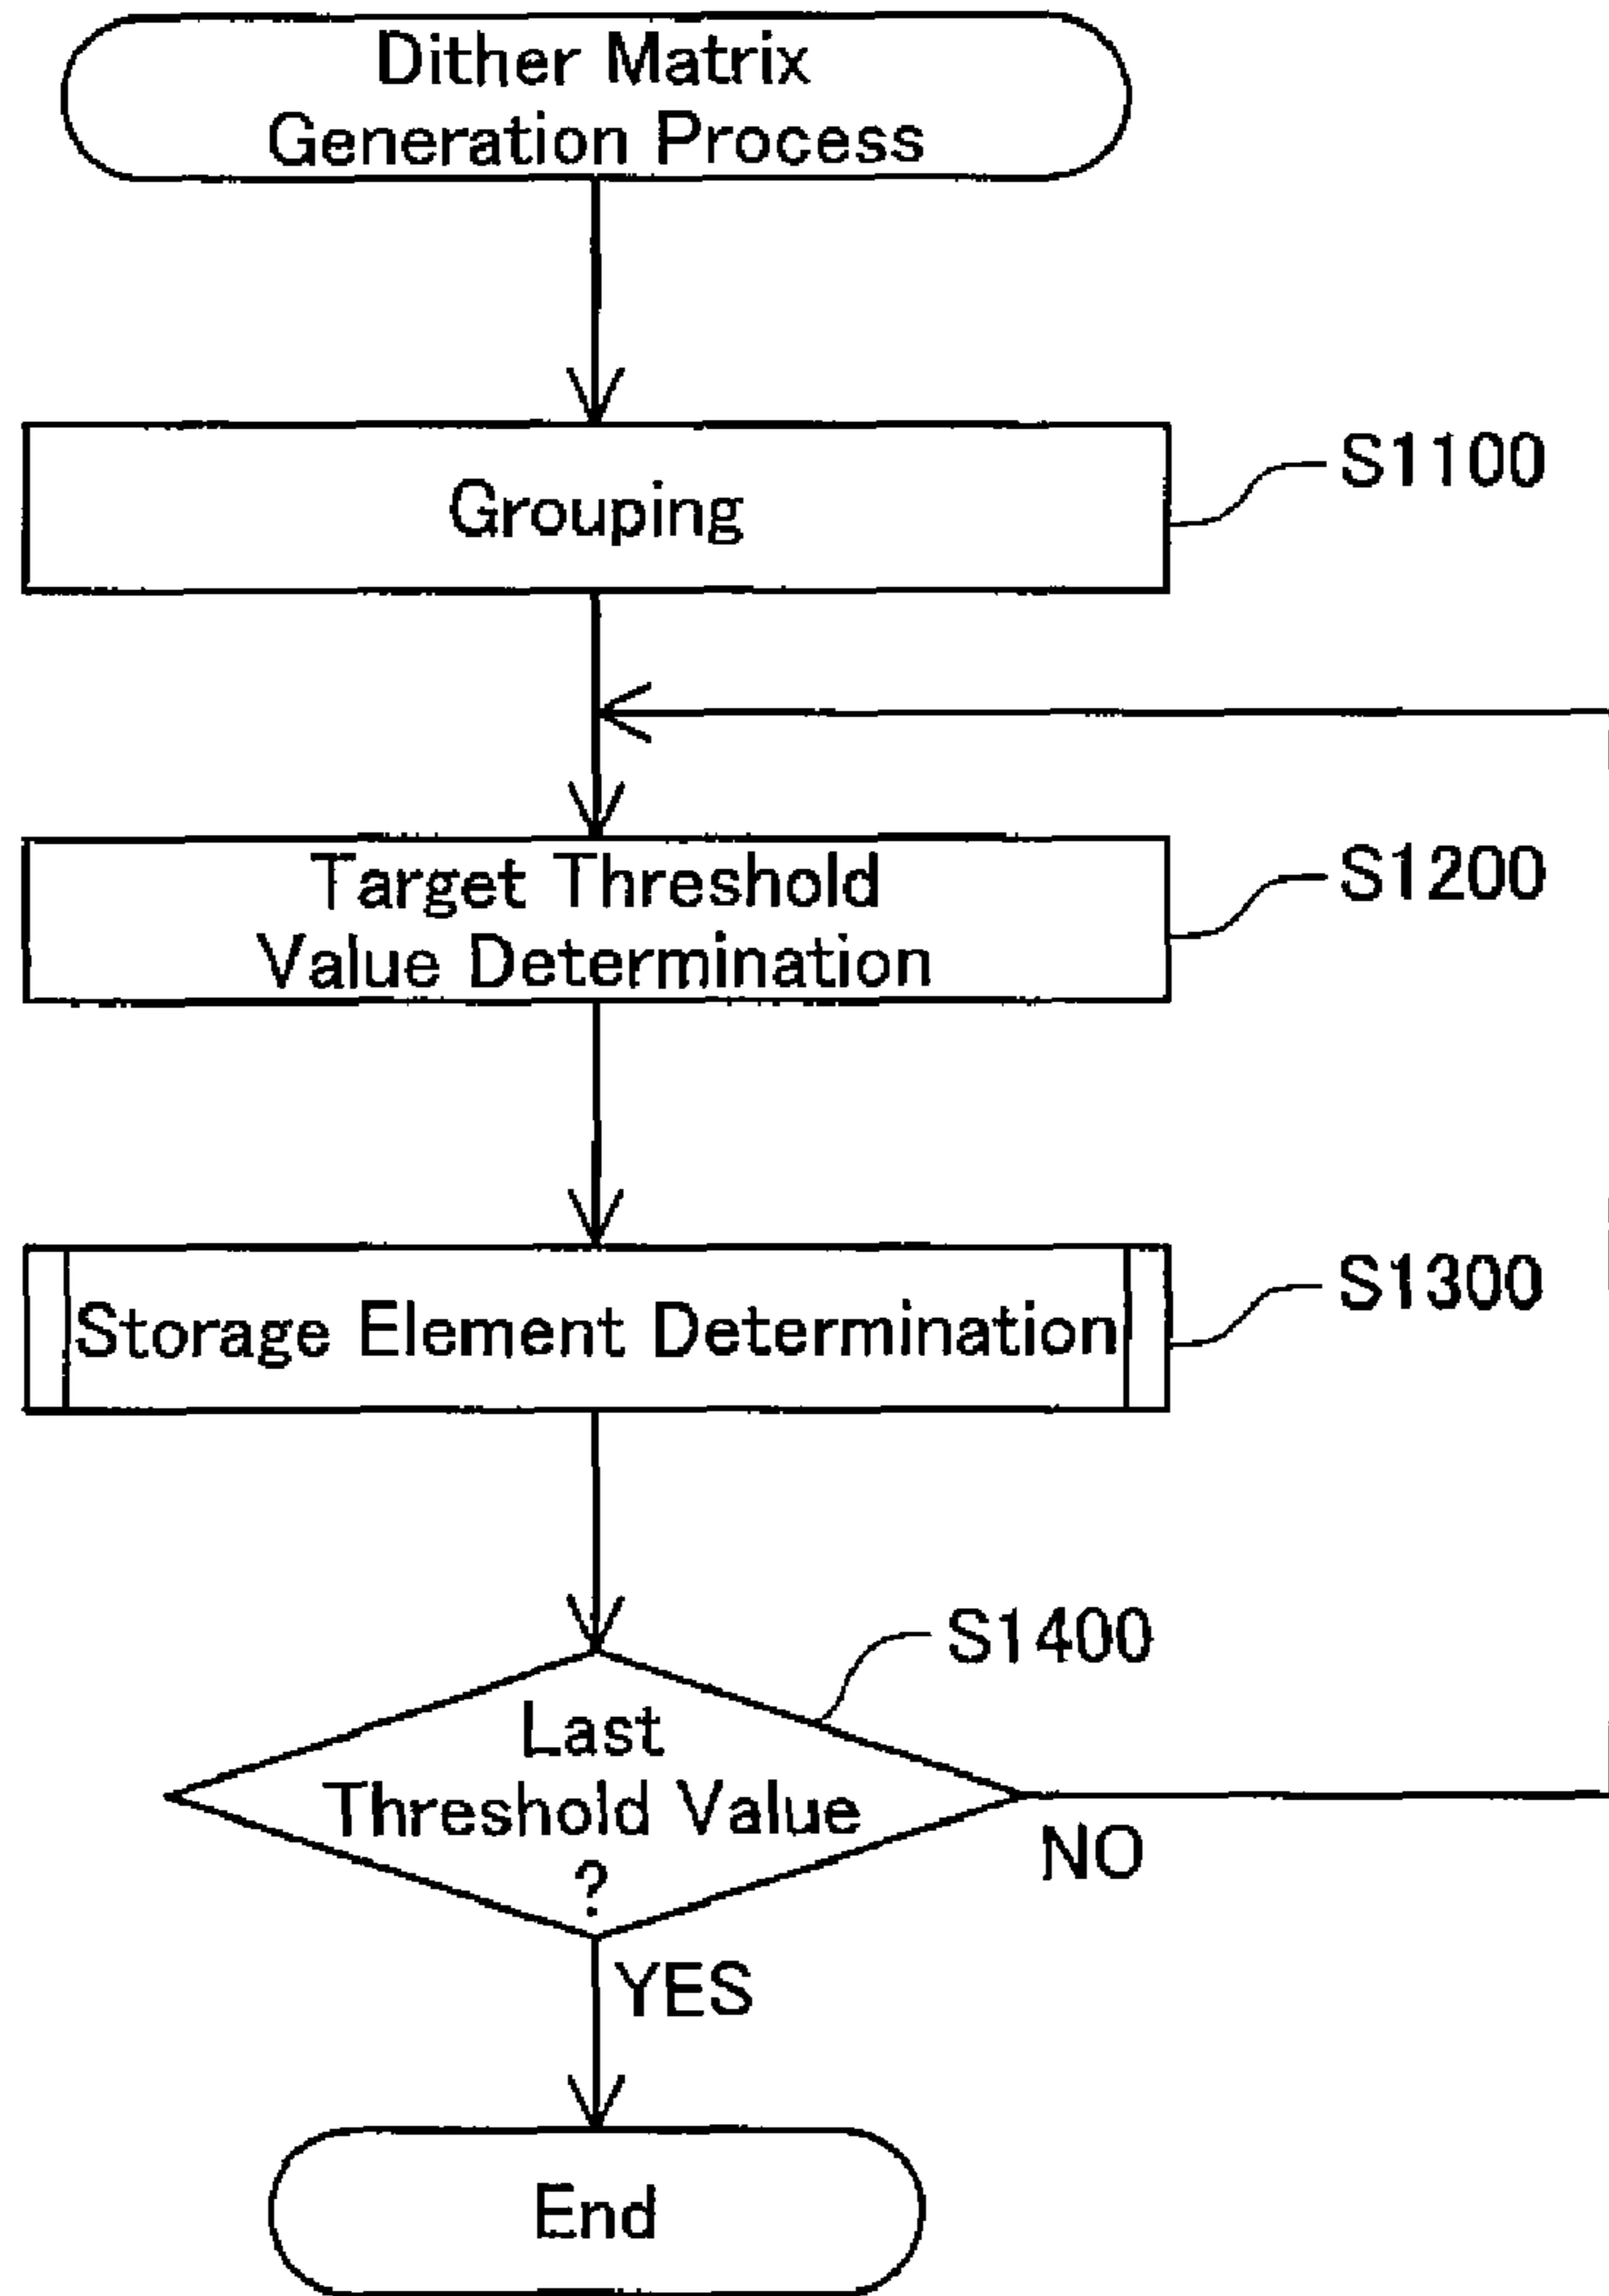 Dither Matrix
Generation Process
Grouping
S1100
Target Threshold
Value Determination
S1200
Storage Element Determination
S1300
S1400
Last
Threshold Value
?
NO
YES
End